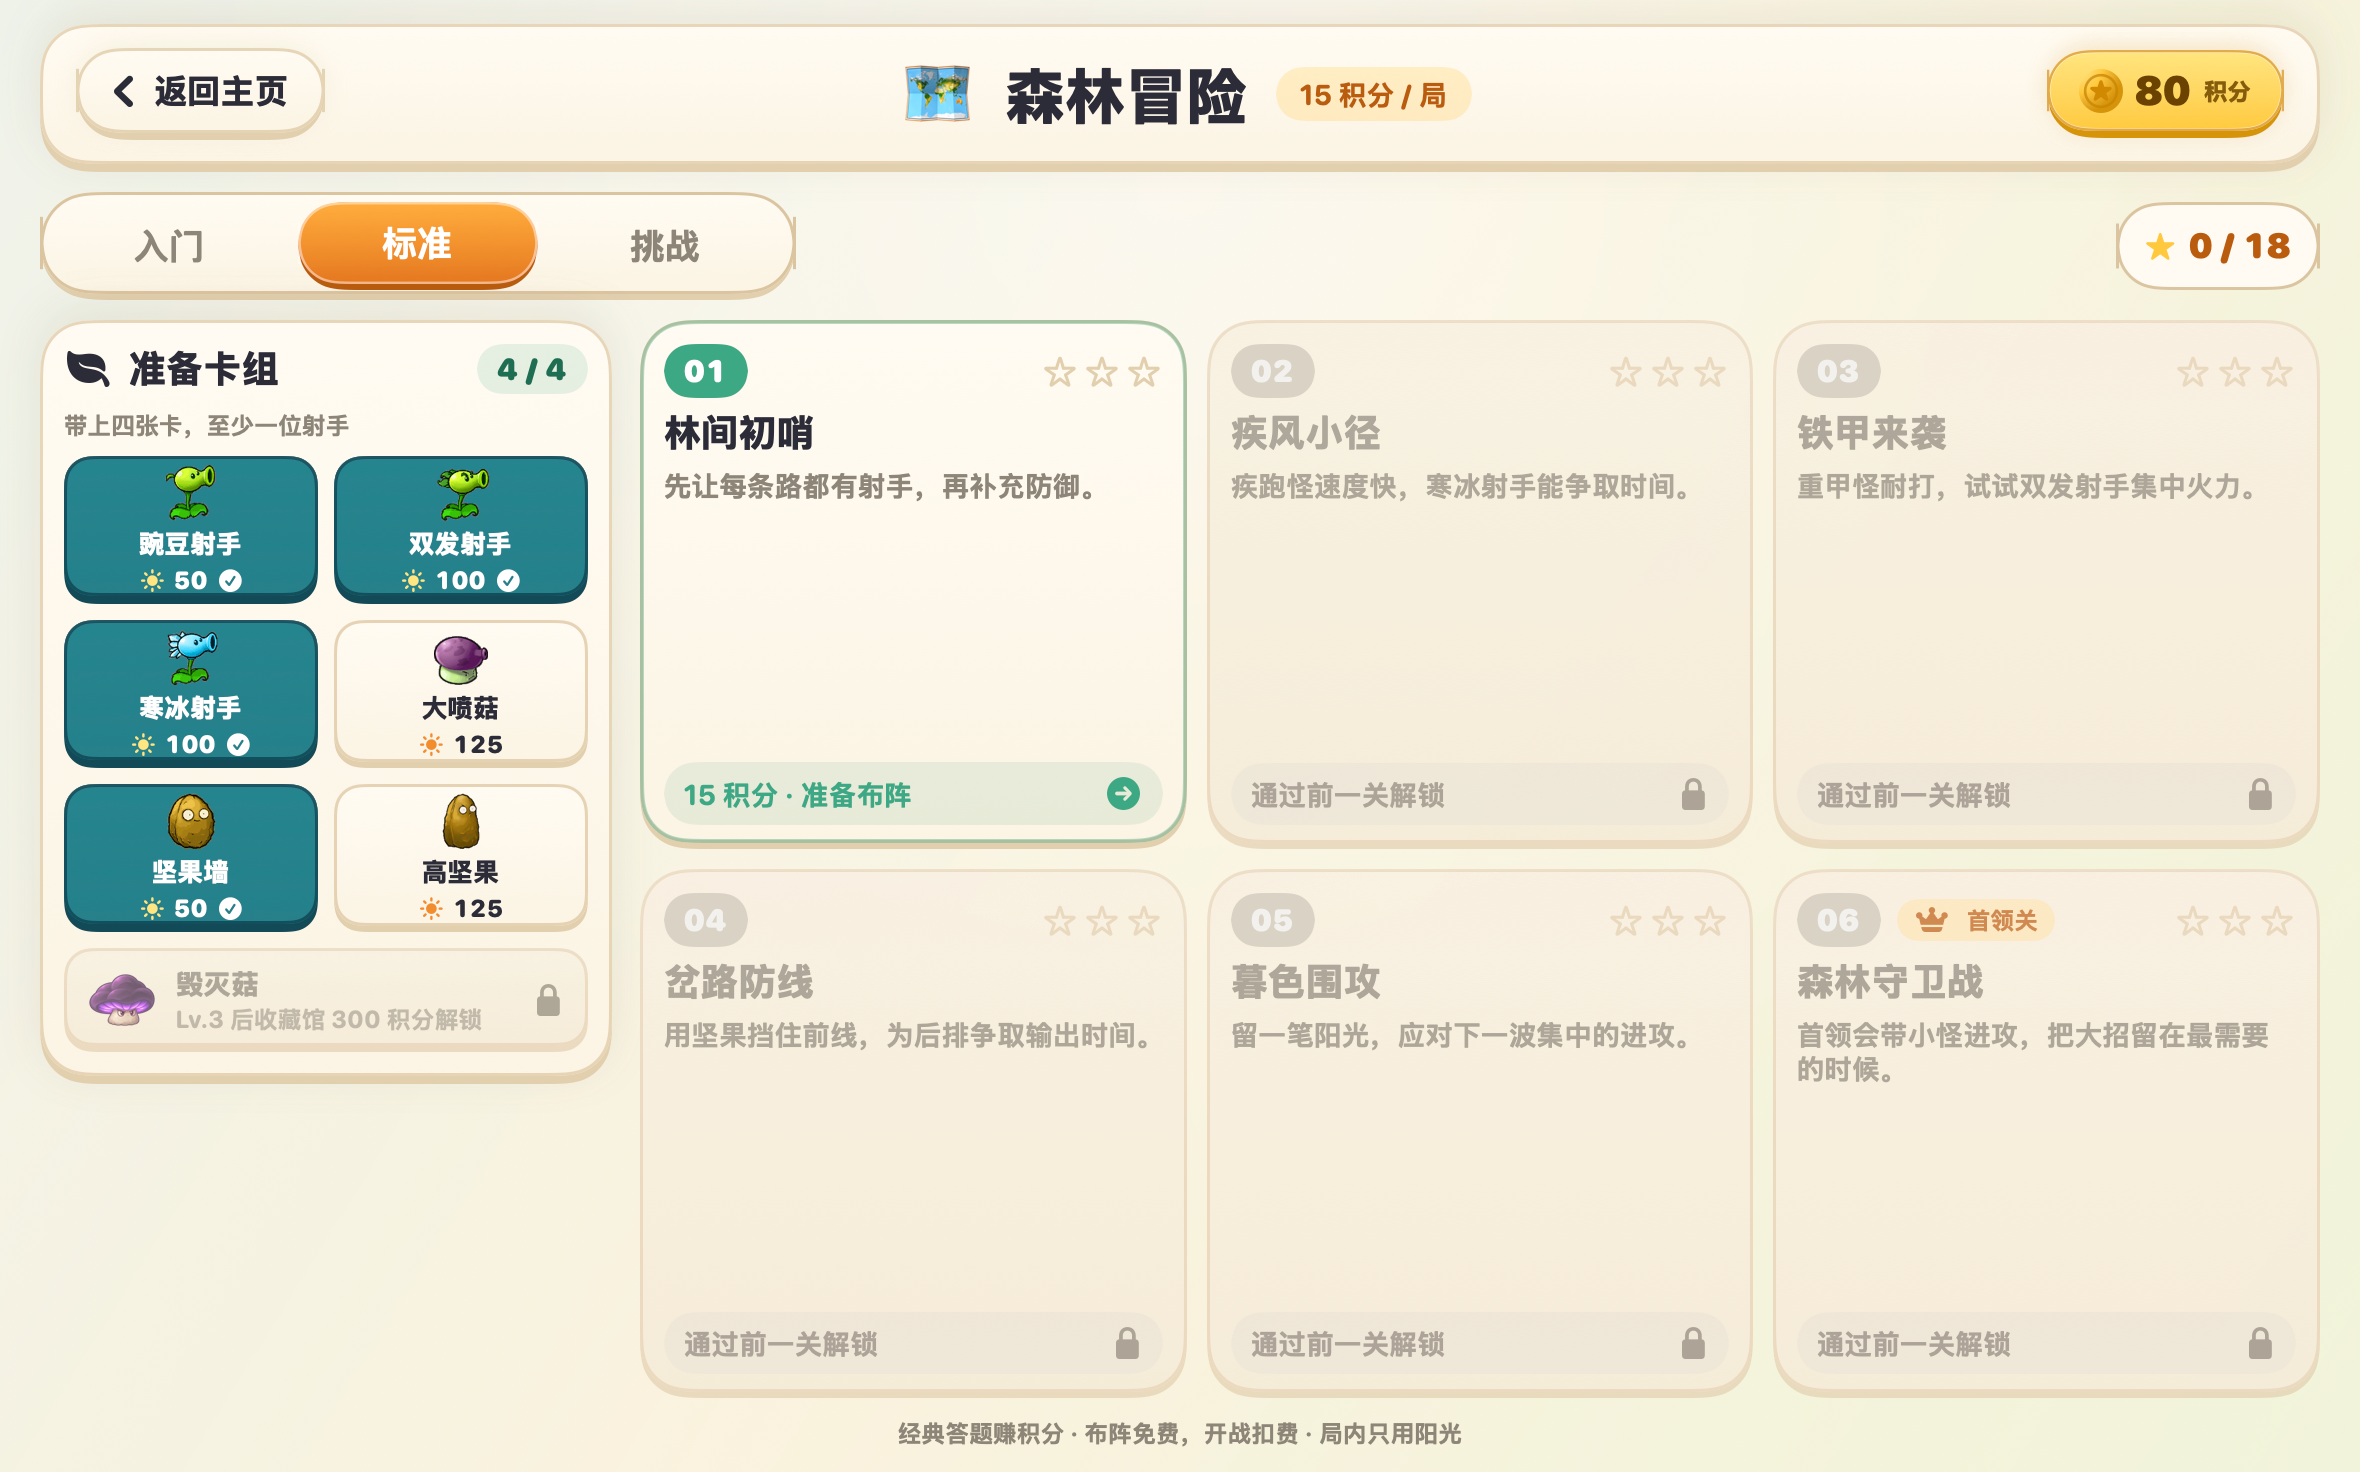 返回主页
森林冒险
15 积分 / 局
80 积分
入门
标准
挑战
0 / 18
准备卡组
4 / 4
带上四张卡，至少一位射手
豌豆射手
50
双发射手
100
寒冰射手
100
大喷菇
125
坚果墙
50
高坚果
125
毁灭菇
Lv.3 后收藏馆 300 积分解锁
01
林间初哨
先让每条路都有射手，再补充防御。
15 积分 · 准备布阵
02
疾风小径
疾跑怪速度快，寒冰射手能争取时间。
通过前一关解锁
03
铁甲来袭
重甲怪耐打，试试双发射手集中火力。
通过前一关解锁
04
岔路防线
用坚果挡住前线，为后排争取输出时间。
通过前一关解锁
05
暮色围攻
留一笔阳光，应对下一波集中的进攻。
通过前一关解锁
06
首领关
森林守卫战
首领会带小怪进攻，把大招留在最需要
的时候。
通过前一关解锁
经典答题赚积分 · 布阵免费，开战扣费 · 局内只用阳光